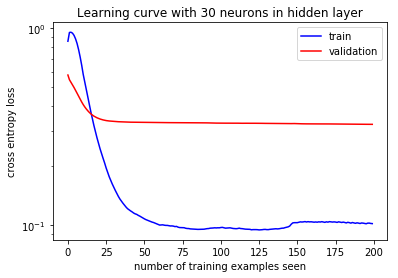 Learning curve with 30 neurons in hidden layer
train
validation
cross entropy loss
10⁰
10⁻¹
0 25 50 75 100 125 150 175 200
number of training examples seen